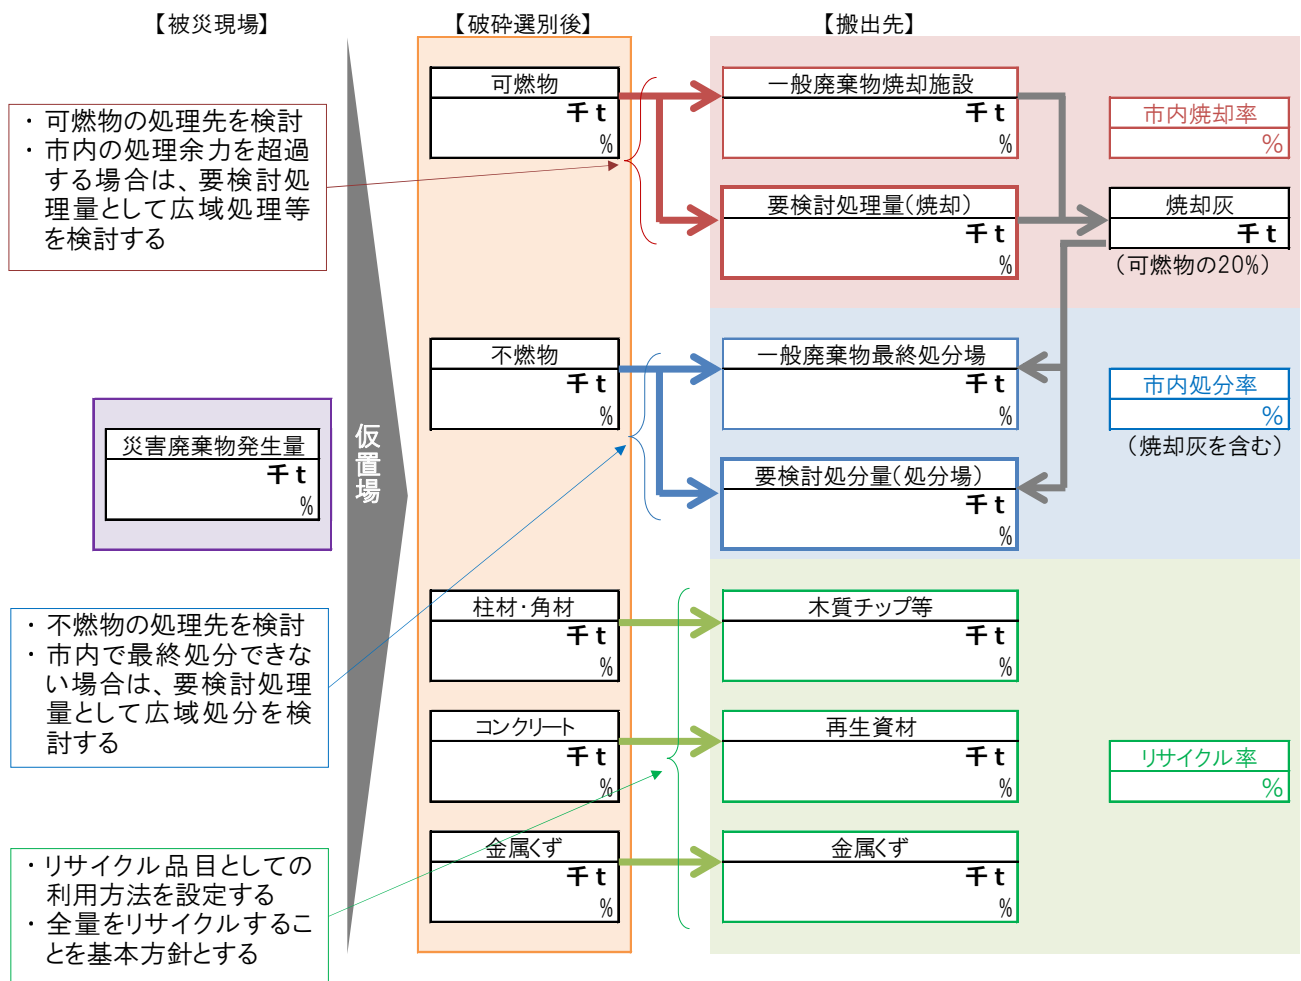 【被災現場】
【破砕選別後】
【搬出先】
・可燃物の処理先を検討
・市内の処理余力を超過
する場合は、要検討処
理量として広域処理等
を検討する
災害廃棄物発生量
千t
%
・不燃物の処理先を検討
・市内で最終処分できな
い場合は、要検討処理
量として広域処分を検
討する
・リサイクル品目としての
利用方法を設定する
・全量をリサイクルするこ
とを基本方針とする
仮置場
可燃物
千t
%
不燃物
千t
%
柱材・角材
千t
%
コンクリート
千t
%
金属くず
千t
%
一般廃棄物焼却施設
千t
%
要検討処理量(焼却)
千t
%
一般廃棄物最終処分場
千t
%
要検討処分量(処分場)
千t
%
木質チップ等
千t
%
再生資材
千t
%
金属くず
千t
%
市内焼却率
%
焼却灰
千t
(可燃物の20%)
市内処分率
%
(焼却灰を含む)
リサイクル率
%